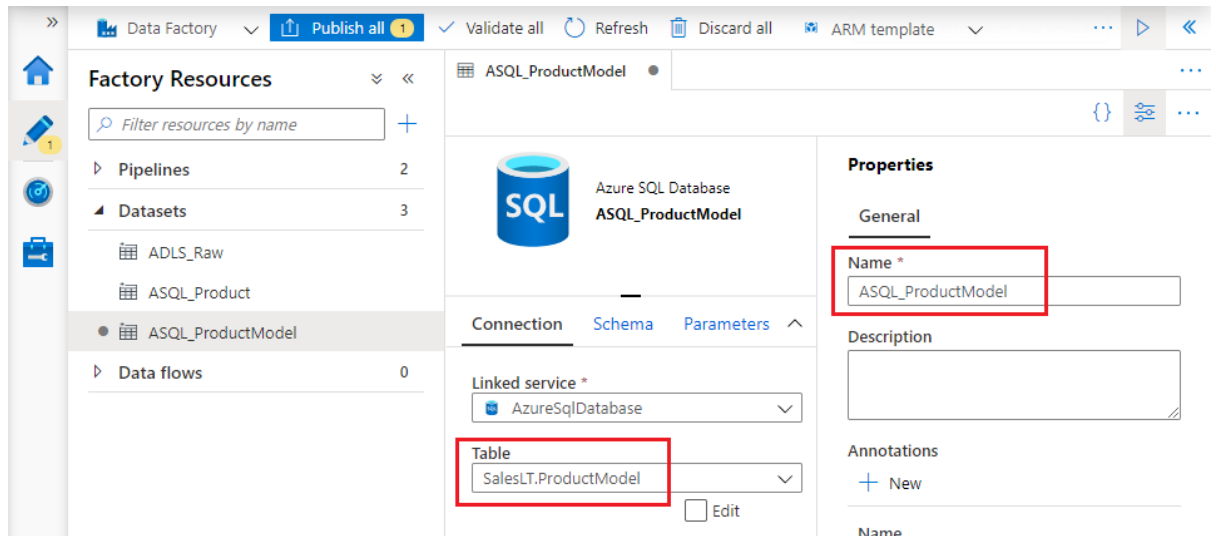 Data Factory
Publish all 1
Validate all
Refresh
Discard all
ARM template
1
Factory Resources
Filter resources by name
Pipelines 2
Datasets 3
ADLS_Raw
ASQL_Product
ASQL_ProductModel
Data flows 0
ASQL_ProductModel
{}
SQL
Azure SQL Database
ASQL_ProductModel
Connection Schema Parameters
Linked service *
SQL
AzureSqlDatabase
Table
SalesLT.ProductModel
Edit
Properties
General
Name *
ASQL_ProductModel
Description
Annotations
New
Name